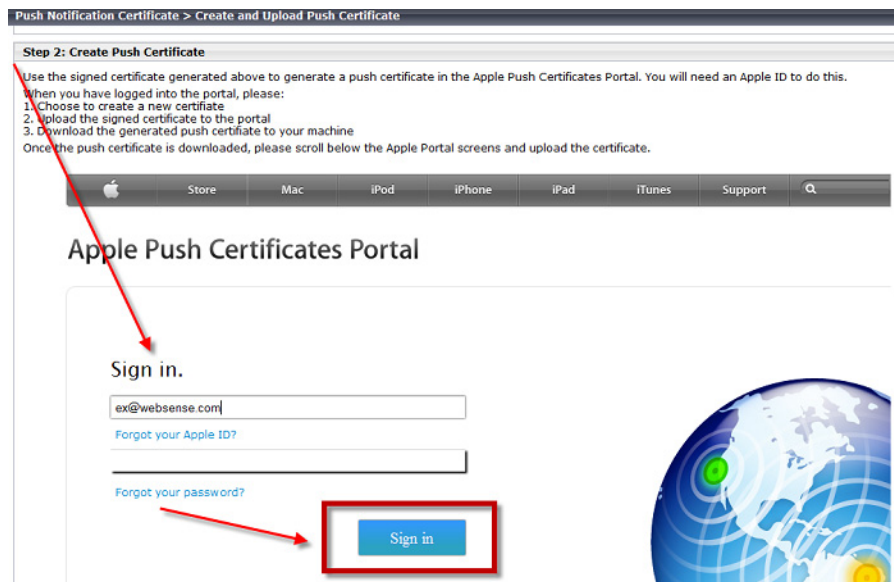 Push Notification Certificate > Create and Upload Push Certificate
Step 2: Create Push Certificate
Use the signed certificate generated above to generate a push certificate in the Apple Push Certificates Portal. You will need an Apple ID to do this.
When you have logged into the portal, please:
1. Choose to create a new certifiate
2. Upload the signed certificate to the portal
3. Download the generated push certifiate to your machine
Once the push certificate is downloaded, please scroll below the Apple Portal screens and upload the certificate.
Store Mac iPod iPhone iPad iTunes Support
Apple Push Certificates Portal
Sign in.
ex@websense.com
Forgot your Apple ID?
Forgot your password?
Sign in